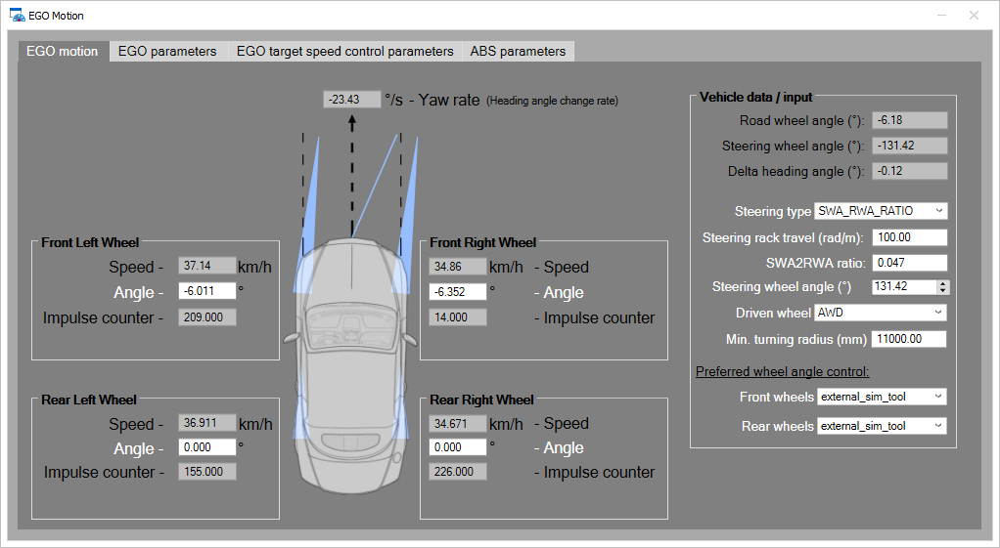 EGO Motion
EGO motion
EGO parameters
EGO target speed control parameters
ABS parameters
-23.43 °/s - Yaw rate (Heading angle change rate)
Front Left Wheel
Speed - 37.14 km/h
Angle - -6.011 °
Impulse counter - 209.000
Front Right Wheel
34.86 km/h - Speed
-6.352 ° - Angle
14.000 - Impulse counter
Rear Left Wheel
Speed - 36.911 km/h
Angle - 0.000 °
Impulse counter - 155.000
Rear Right Wheel
34.671 km/h - Speed
0.000 ° - Angle
226.000 - Impulse counter
Vehicle data / input
Road wheel angle (°): -6.18
Steering wheel angle (°): -131.42
Delta heading angle (°): -0.12
Steering type SWA_RWA_RATIO
Steering rack travel (rad/m): 100.00
SWA2RWA ratio: 0.047
Steering wheel angle (°) 131.42
Driven wheel AWD
Min. turning radius (mm) 11000.00
Preferred wheel angle control:
Front wheels external_sim_tool
Rear wheels external_sim_tool